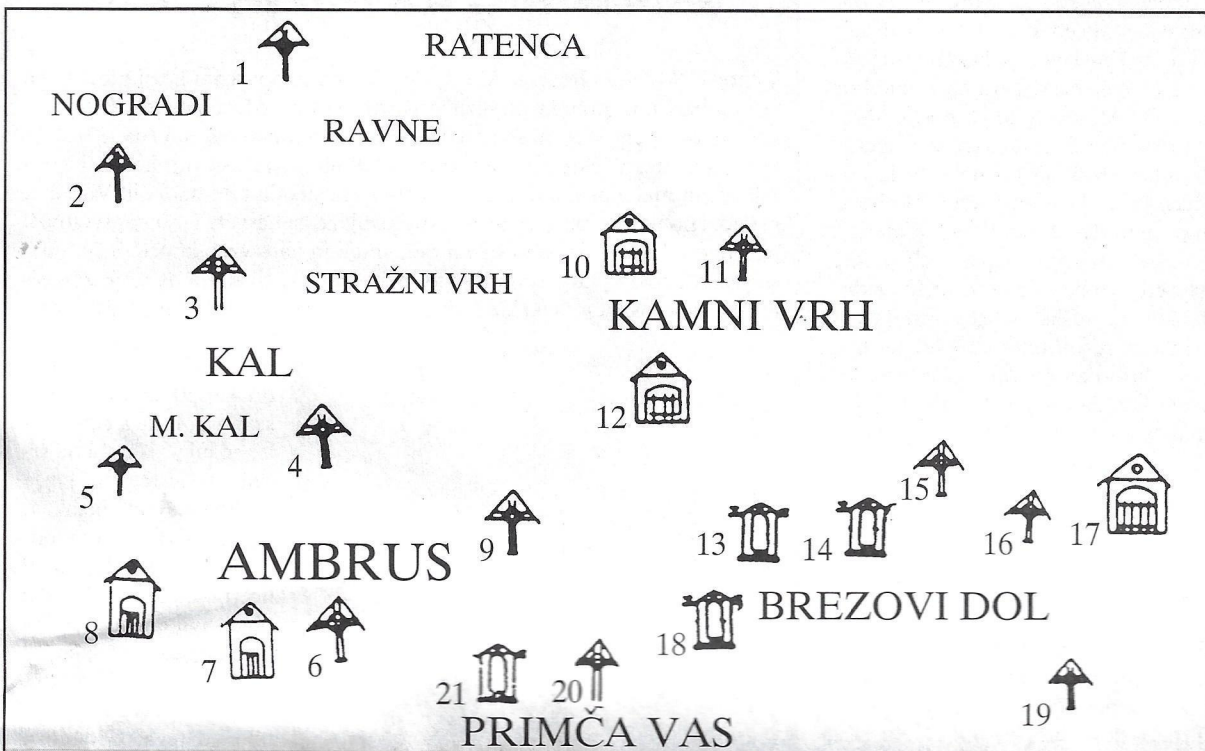 1 RATENCA
NOGRADI
RAVNE
2
10 11
3 STRAŽNI VRH
KAMNI VRH
KAL
12
M. KAL
4
5 15
9 13 14 16 17
AMBRUS
BREZOVI DOL
8 7 6 18
21 20 19
PRIMČA VAS